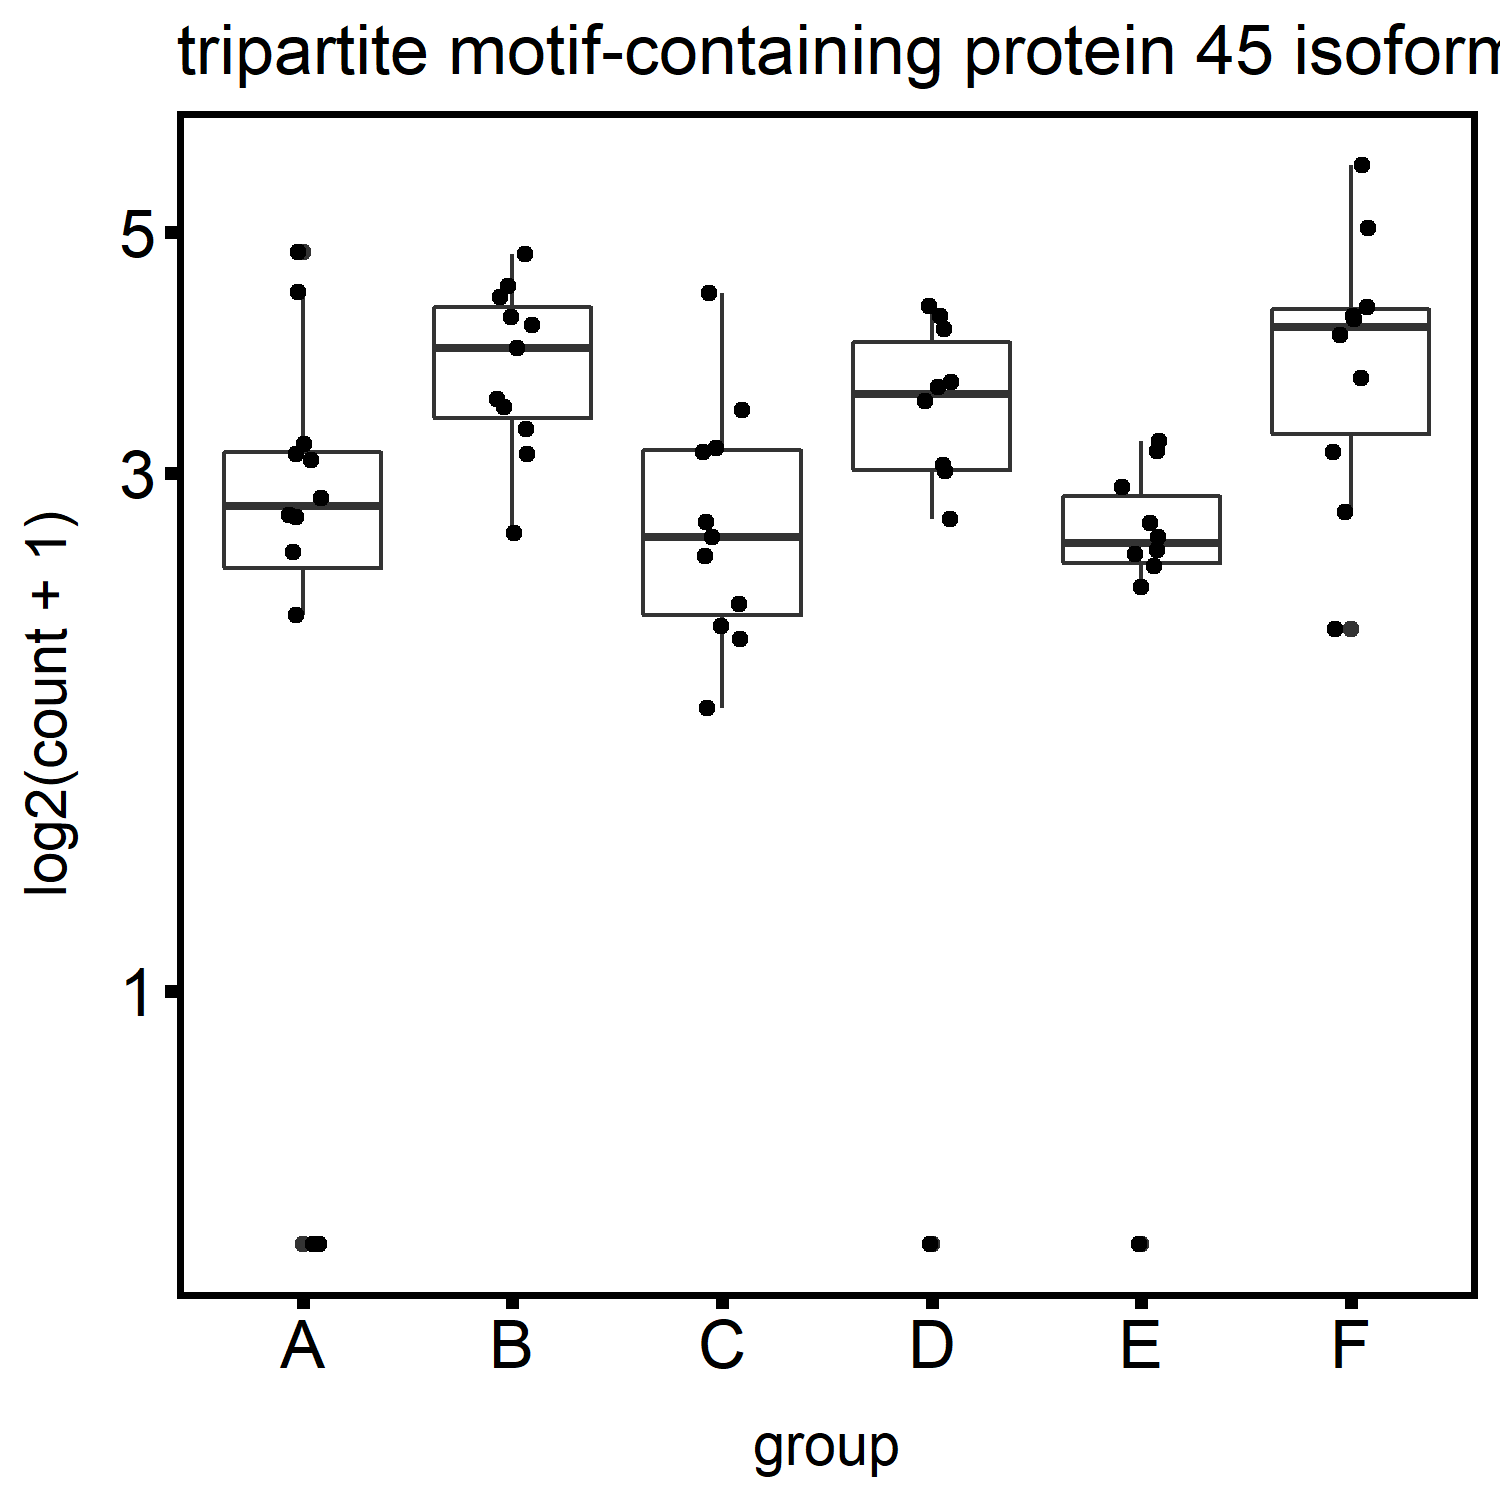 tripartite motif-containing protein 45 isoform
5
3
1
log2(count + 1)
A B C D E F
group